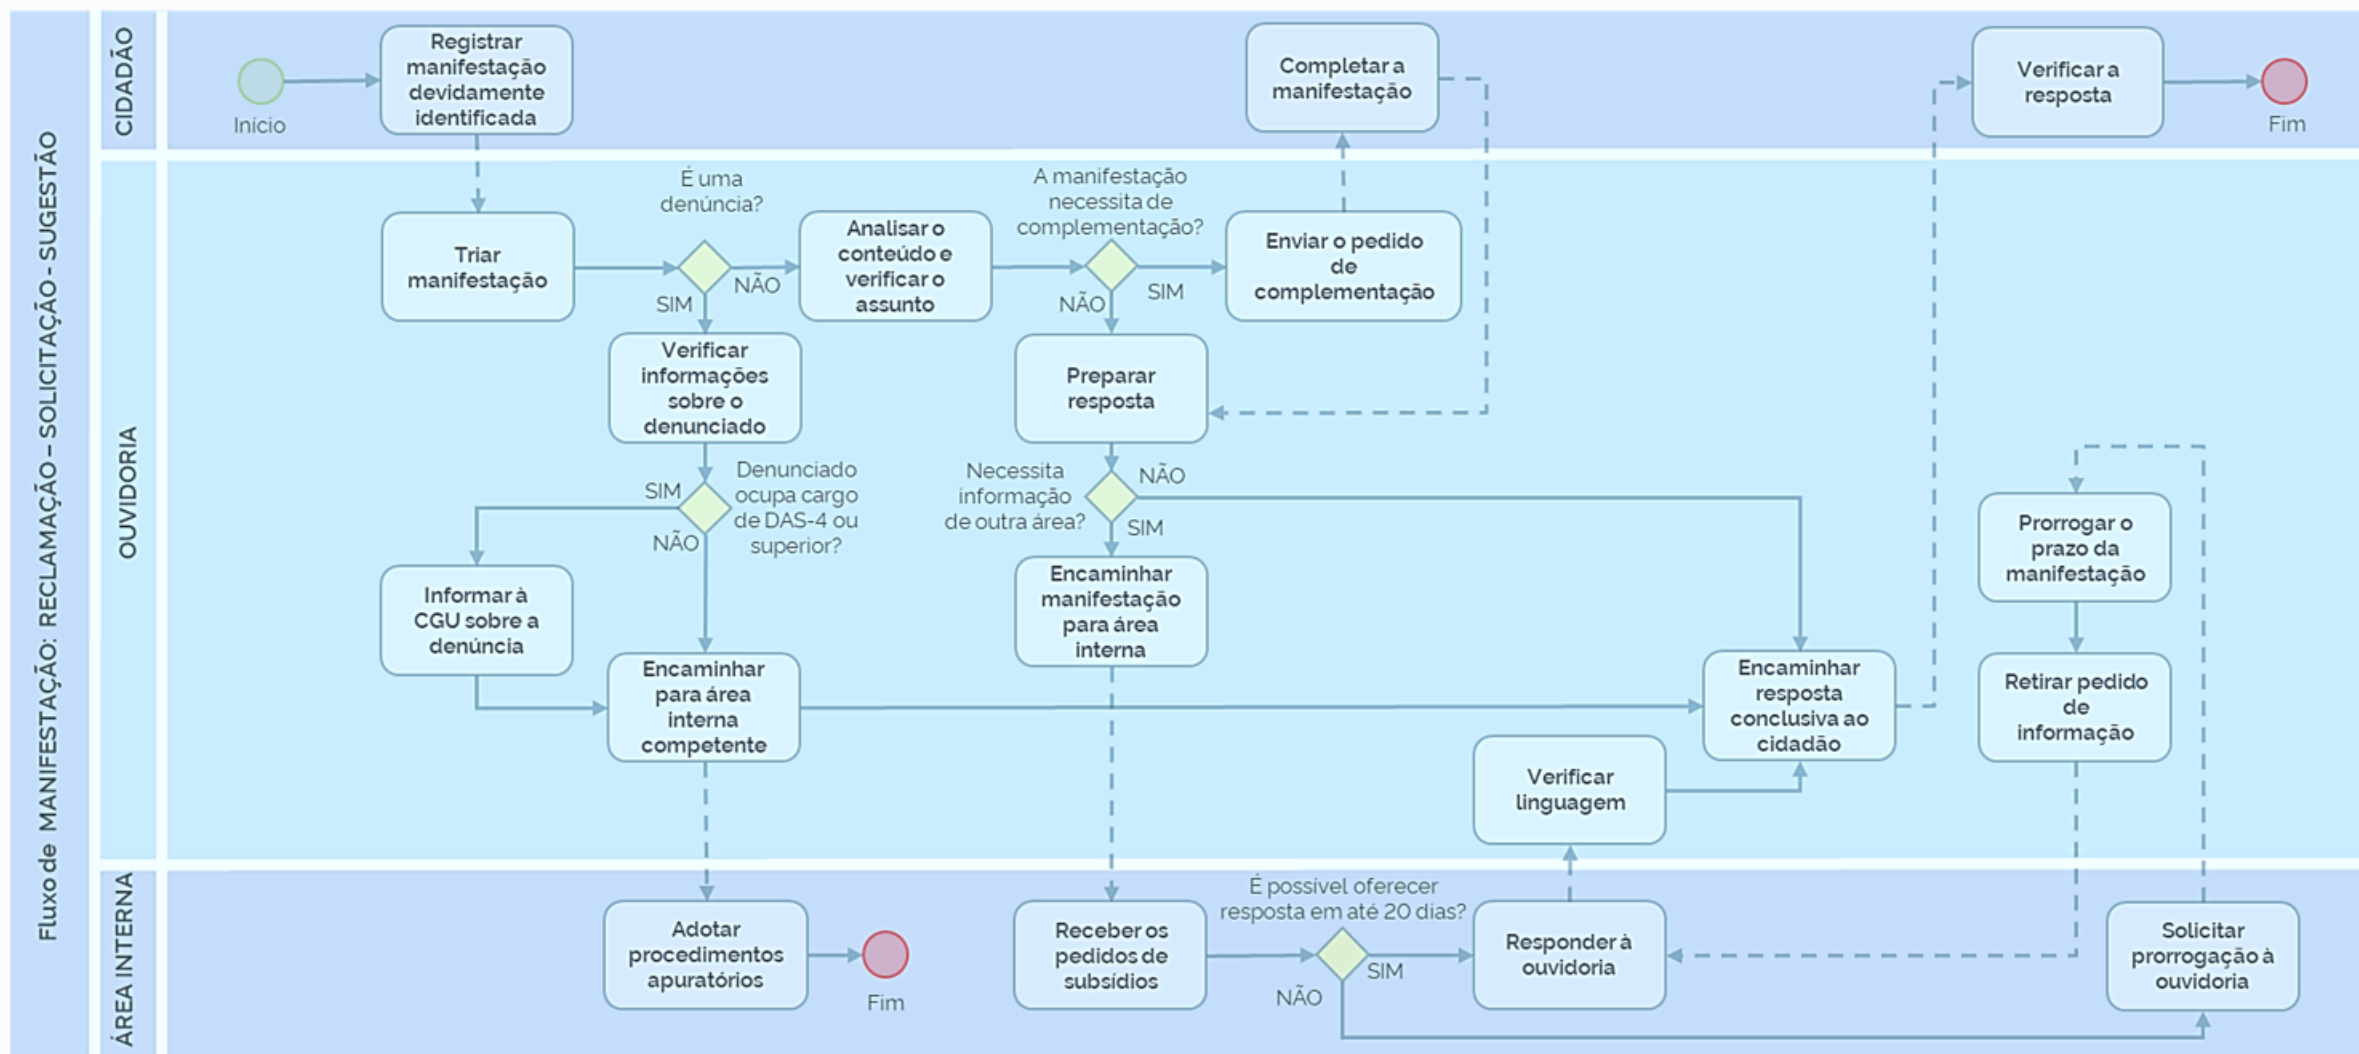 Fluxo de MANIFESTAÇÃO: RECLAMAÇÃO – SOLICITAÇÃO - SUGESTÃO
CIDADÃO
Início
Registrar
manifestação
devidamente
identificada
Completar a
manifestação
Verificar a
resposta
Fim
OUVIDORIA
Triar
manifestação
É uma
denúncia?
NÃO
SIM
Analisar o
conteúdo e
verificar o
assunto
A manifestação
necessita de
complementação?
NÃO
SIM
Enviar o pedido
de
complementação
Verificar
informações
sobre o
denunciado
Preparar
resposta
SIM
NÃO
Denunciado
ocupa cargo
de DAS-4 ou
superior?
Necessita
informação
de outra área?
NÃO
SIM
Informar à
CGU sobre a
denúncia
Encaminhar
para área
interna
competente
Encaminhar
manifestação
para área
interna
Encaminhar
resposta
conclusiva ao
cidadão
Verificar
linguagem
Prorrogar o
prazo da
manifestação
Retirar pedido
de
informação
ÁREA INTERNA
Adotar
procedimentos
apuratórios
Fim
Receber os
pedidos de
subsídios
É possível oferecer
resposta em até 20 dias?
SIM
NÃO
Responder à
ouvidoria
Solicitar
prorrogação à
ouvidoria